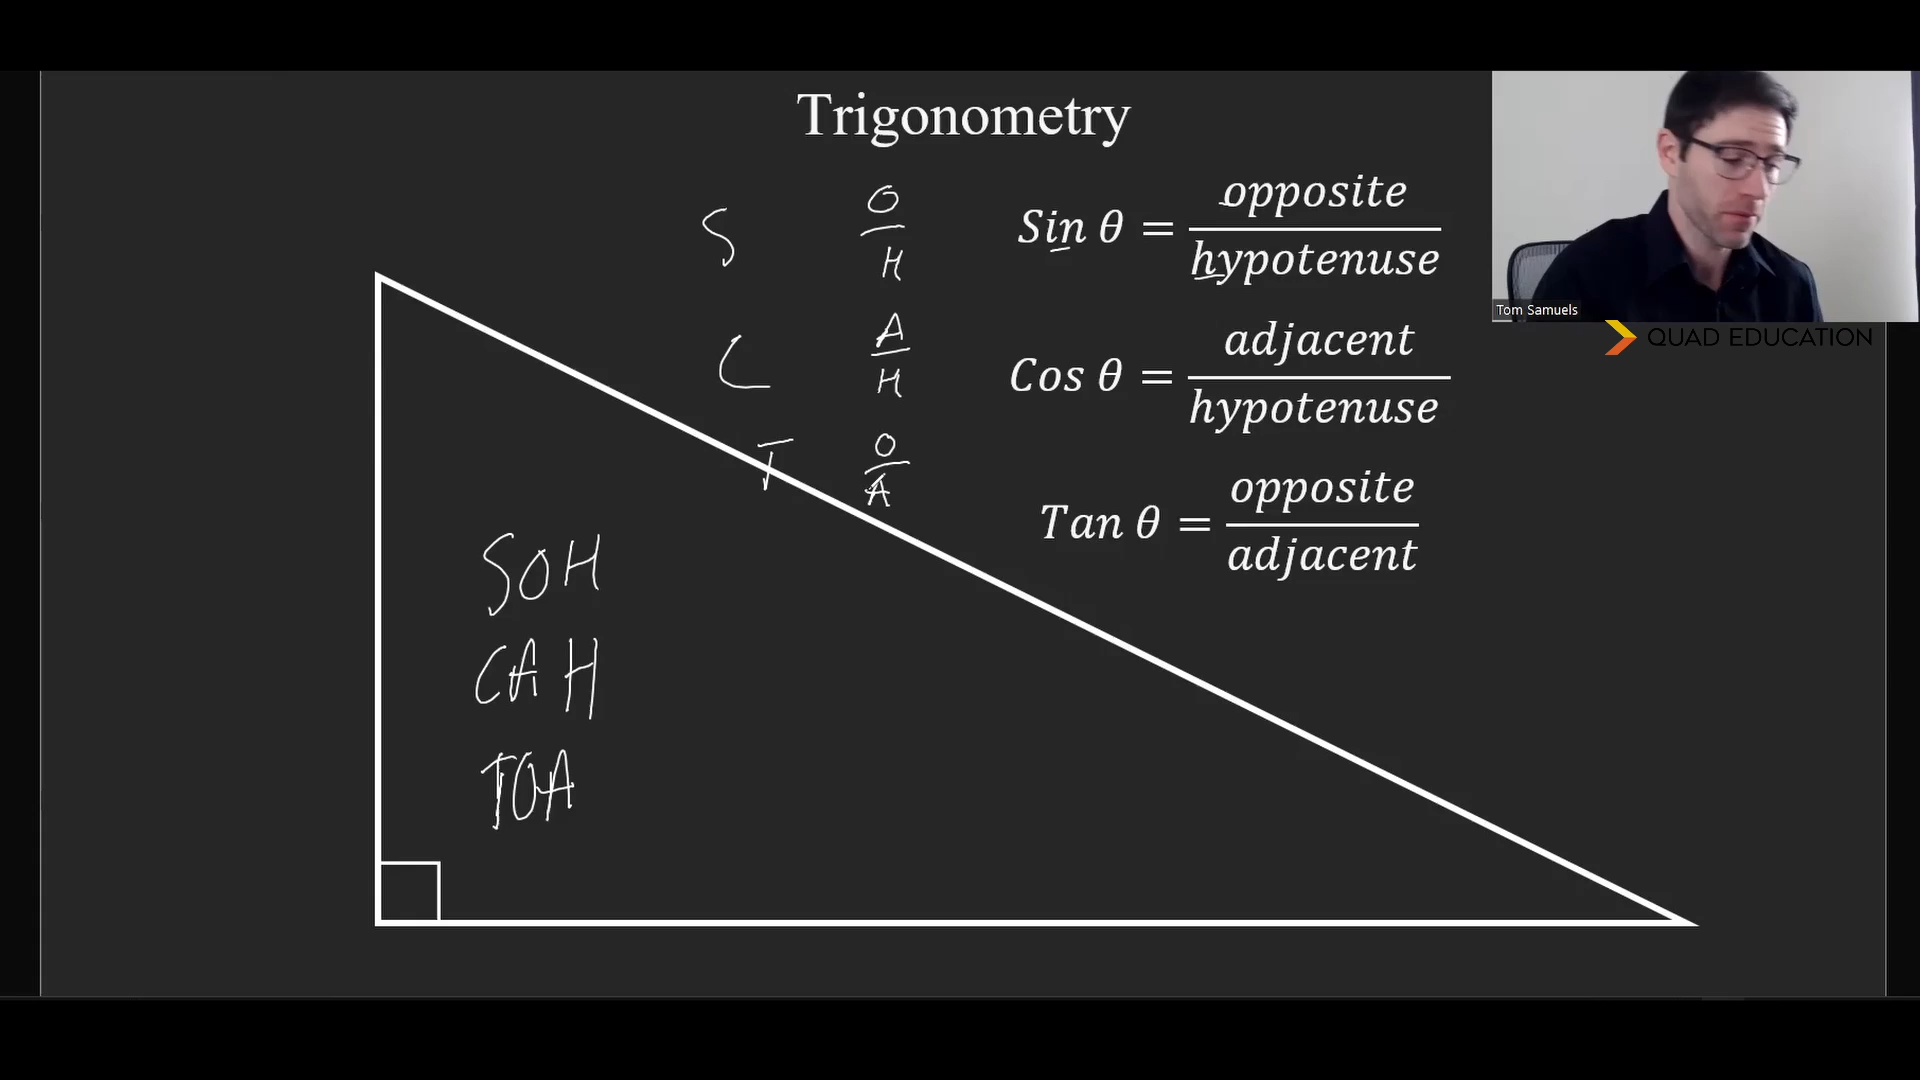 Trigonometry
S O/H Sin θ = opposite/hypotenuse
Tom Samuels
QUAD EDUCATION
C A/H Cos θ = adjacent/hypotenuse
T O/A Tan θ = opposite/adjacent
SOH
CAH
TOA